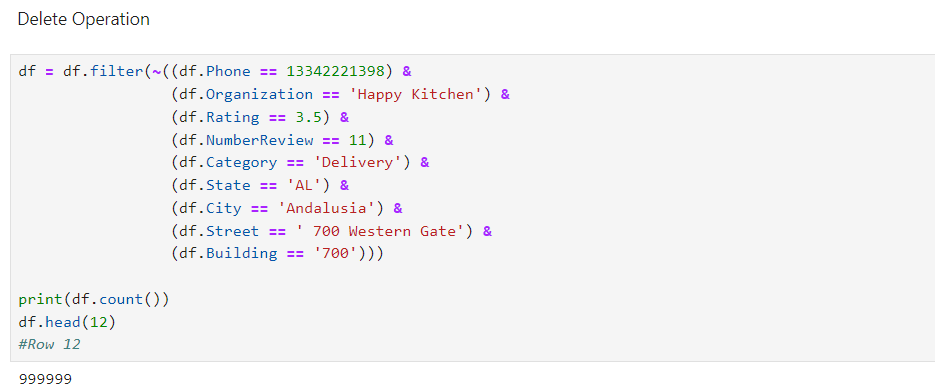 Delete Operation
df = df.filter(~((df.Phone == 13342221398) &
(df.Organization == 'Happy Kitchen') &
(df.Rating == 3.5) &
(df.NumberReview == 11) &
(df.Category == 'Delivery') &
(df.State == 'AL') &
(df.City == 'Andalusia') &
(df.Street == ' 700 Western Gate') &
(df.Building == '700')))
print(df.count())
df.head(12)
#Row 12
999999